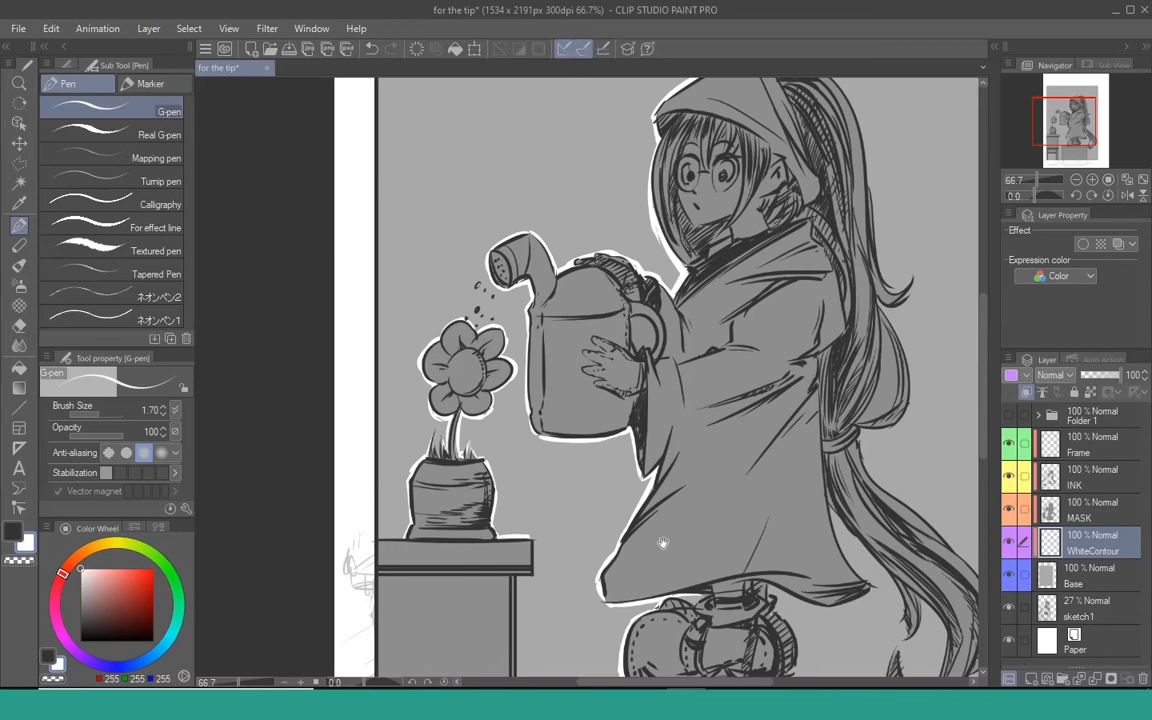 for the tip* (1534 x 2191px 300dpi 66.7%) - CLIP STUDIO PAINT PRO
File Edit Animation Layer Select View Filter Window Help
Sub Tool [Pen]
Pen Marker
for the tip*
G-pen
Real G-pen
Mapping pen
Turnip pen
Calligraphy
For effect line
Textured pen
Tapered Pen
ネオンペン2
ネオンペン1
Tool property [G-pen]
G-pen
Brush Size 1.70
Opacity 100
Anti-aliasing
Stabilization
Vector magnet
Color Wheel
255 255 255
66.7 0.0
Navigator Sub View
66.7
0.0
Layer Property
Effect
Expression color
Color
Layer Auto Action
Normal 100
100 % Normal
Folder 1
100 % Normal
Frame
100 % Normal
INK
100 % Normal
MASK
100 % Normal
WhiteContour
100 % Normal
Base
27 % Normal
sketch1
Paper